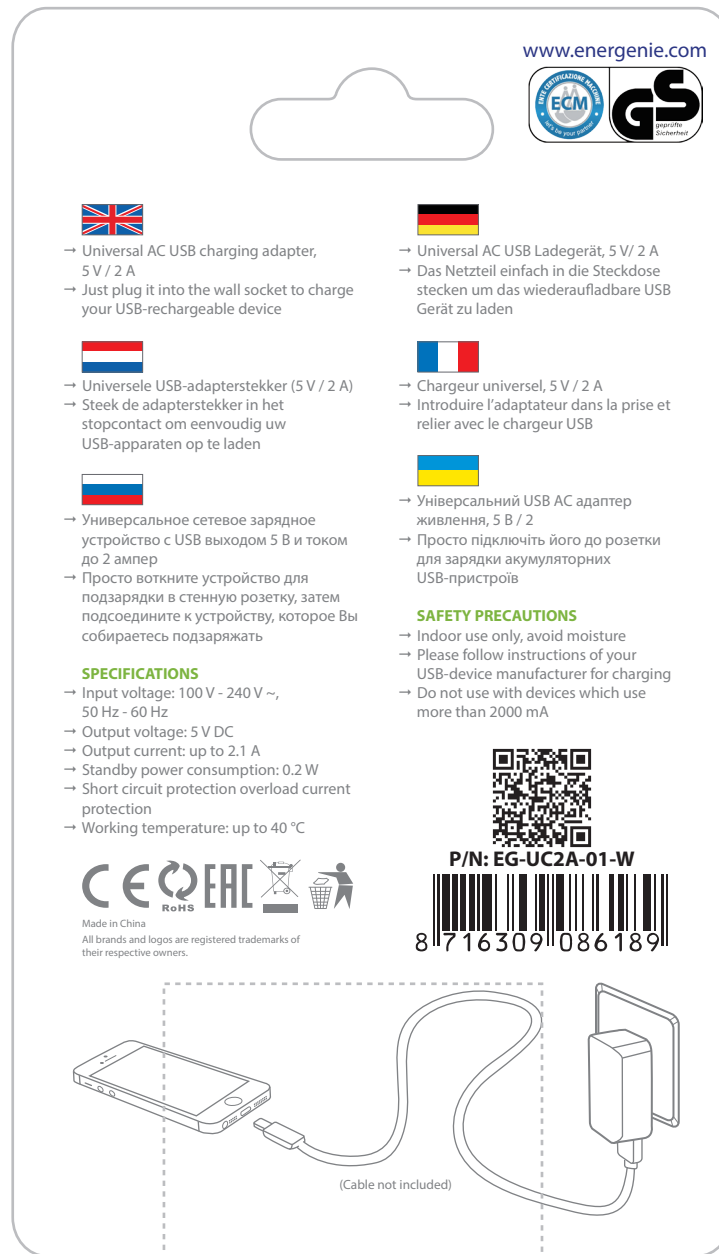 www.energenie.com
ENTE CERTIFICAZIONE MACCHINE
ECM
let's be your partner
GS
geprüfte
Sicherheit
→ Universal AC USB charging adapter,
5 V / 2 A
→ Just plug it into the wall socket to charge
your USB-rechargeable device
→ Universal AC USB Ladegerät, 5 V/ 2 A
→ Das Netzteil einfach in die Steckdose
stecken um das wiederaufladbare USB
Gerät zu laden
→ Universele USB-adapterstekker (5 V / 2 A)
→ Steek de adapterstekker in het
stopcontact om eenvoudig uw
USB-apparaten op te laden
→ Chargeur universel, 5 V / 2 A
→ Introduire l'adaptateur dans la prise et
relier avec le chargeur USB
→ Универсальное сетевое зарядное
устройство с USB выходом 5 В и током
до 2 ампер
→ Просто воткните устройство для
подзарядки в стенную розетку, затем
подсоедините к устройству, которое Вы
собираетесь подзаряжать
→ Універсальний USB AC адаптер
живлення, 5 В / 2
→ Просто підключіть його до розетки
для зарядки акумуляторних
USB-пристроїв
SPECIFICATIONS
→ Input voltage: 100 V - 240 V ~,
50 Hz - 60 Hz
→ Output voltage: 5 V DC
→ Output current: up to 2.1 A
→ Standby power consumption: 0.2 W
→ Short circuit protection overload current
protection
→ Working temperature: up to 40 °C
SAFETY PRECAUTIONS
→ Indoor use only, avoid moisture
→ Please follow instructions of your
USB-device manufacturer for charging
→ Do not use with devices which use
more than 2000 mA
CE RoHS EAC
Made in China
All brands and logos are registered trademarks of
their respective owners.
P/N: EG-UC2A-01-W
8 716309 086189
(Cable not included)